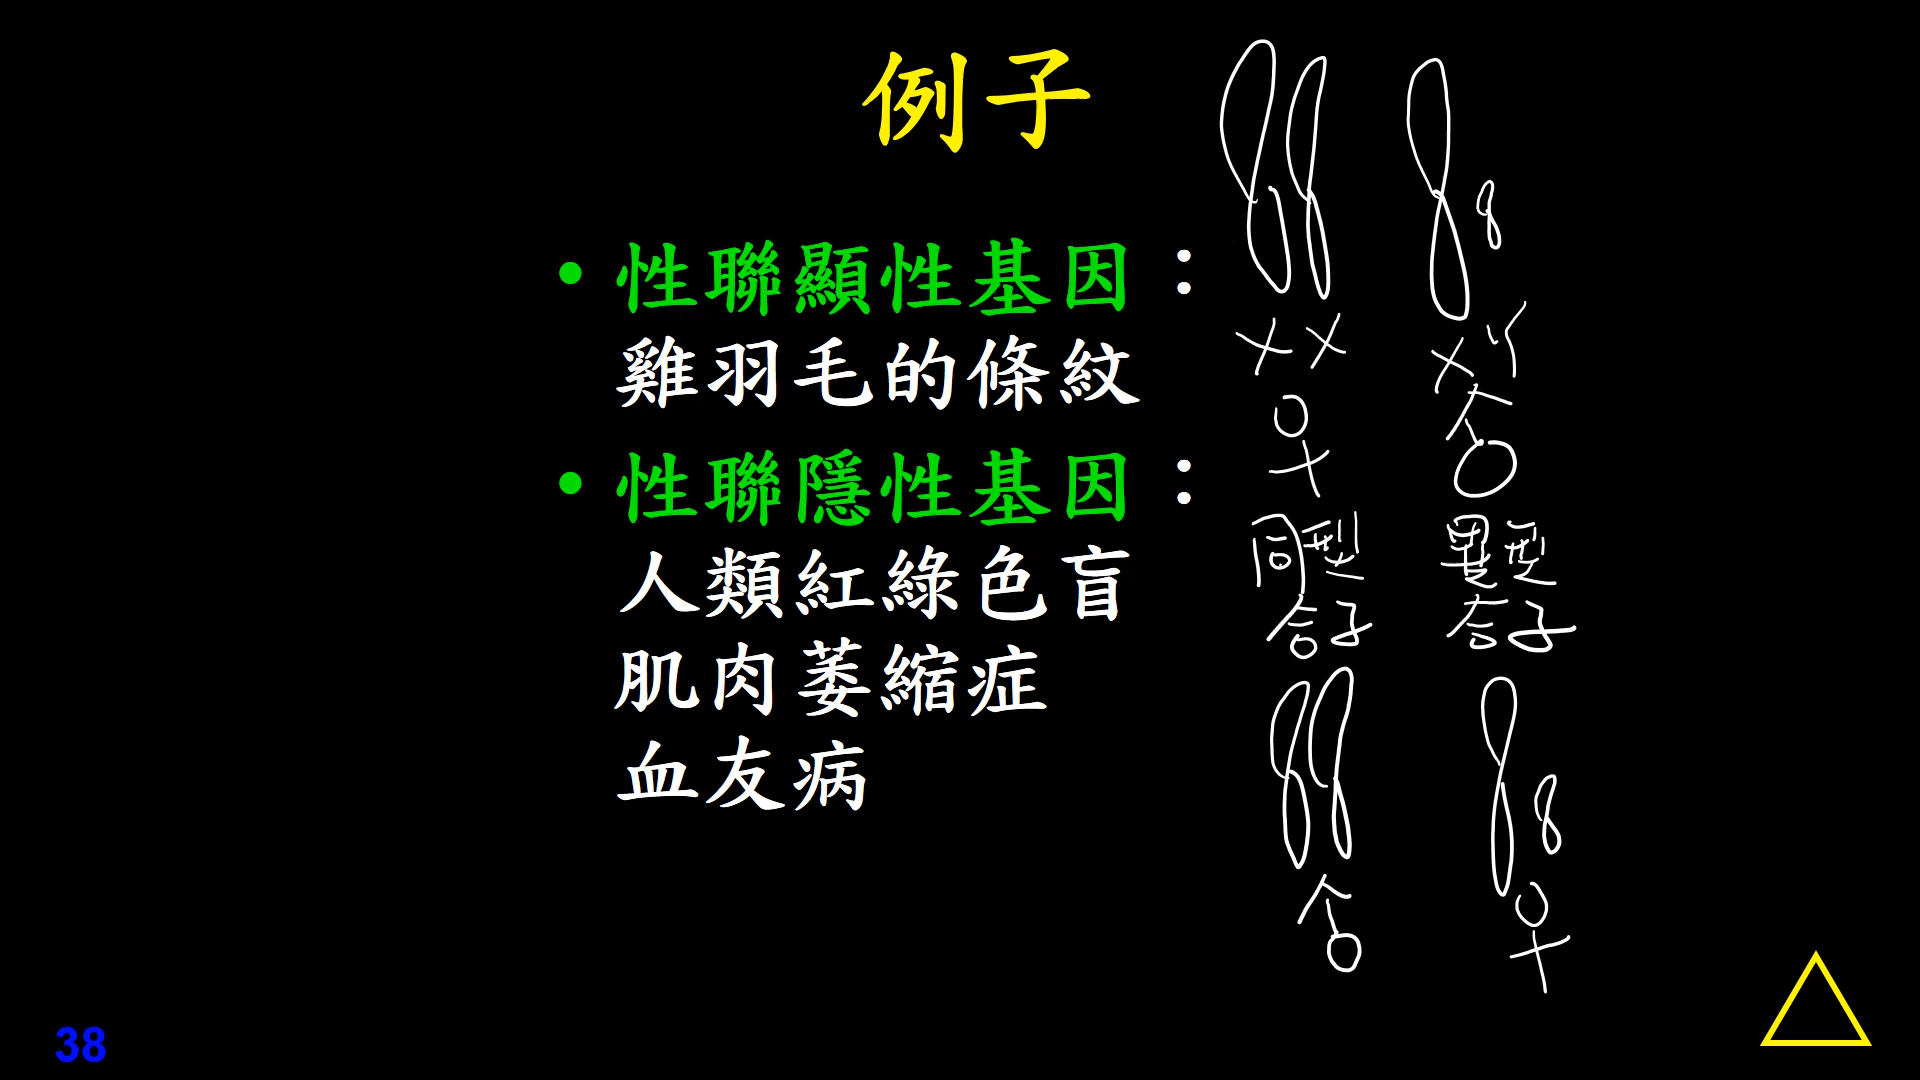 例子
• 性聯顯性基因：
雞羽毛的條紋
• 性聯隱性基因：
人類紅綠色盲
肌肉萎縮症
血友病
XX
XY
♀
♂
同型
異型
合子
合子
♂
♀
38